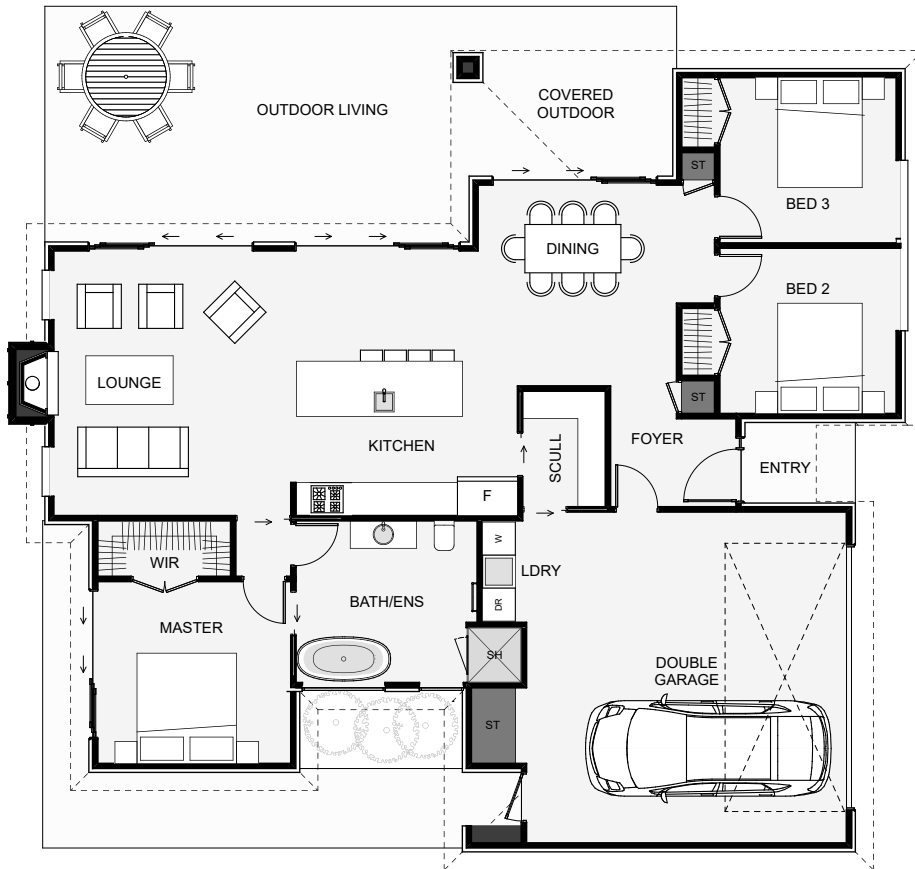 COVERED
OUTDOOR
OUTDOOR LIVING
ST
BED 3
DINING
BED 2
LOUNGE
ST
KITCHEN
SCULL
FOYER
ENTRY
F
W
WIR
LDRY
BATH/ENS
DR
MASTER
SH
DOUBLE
GARAGE
ST